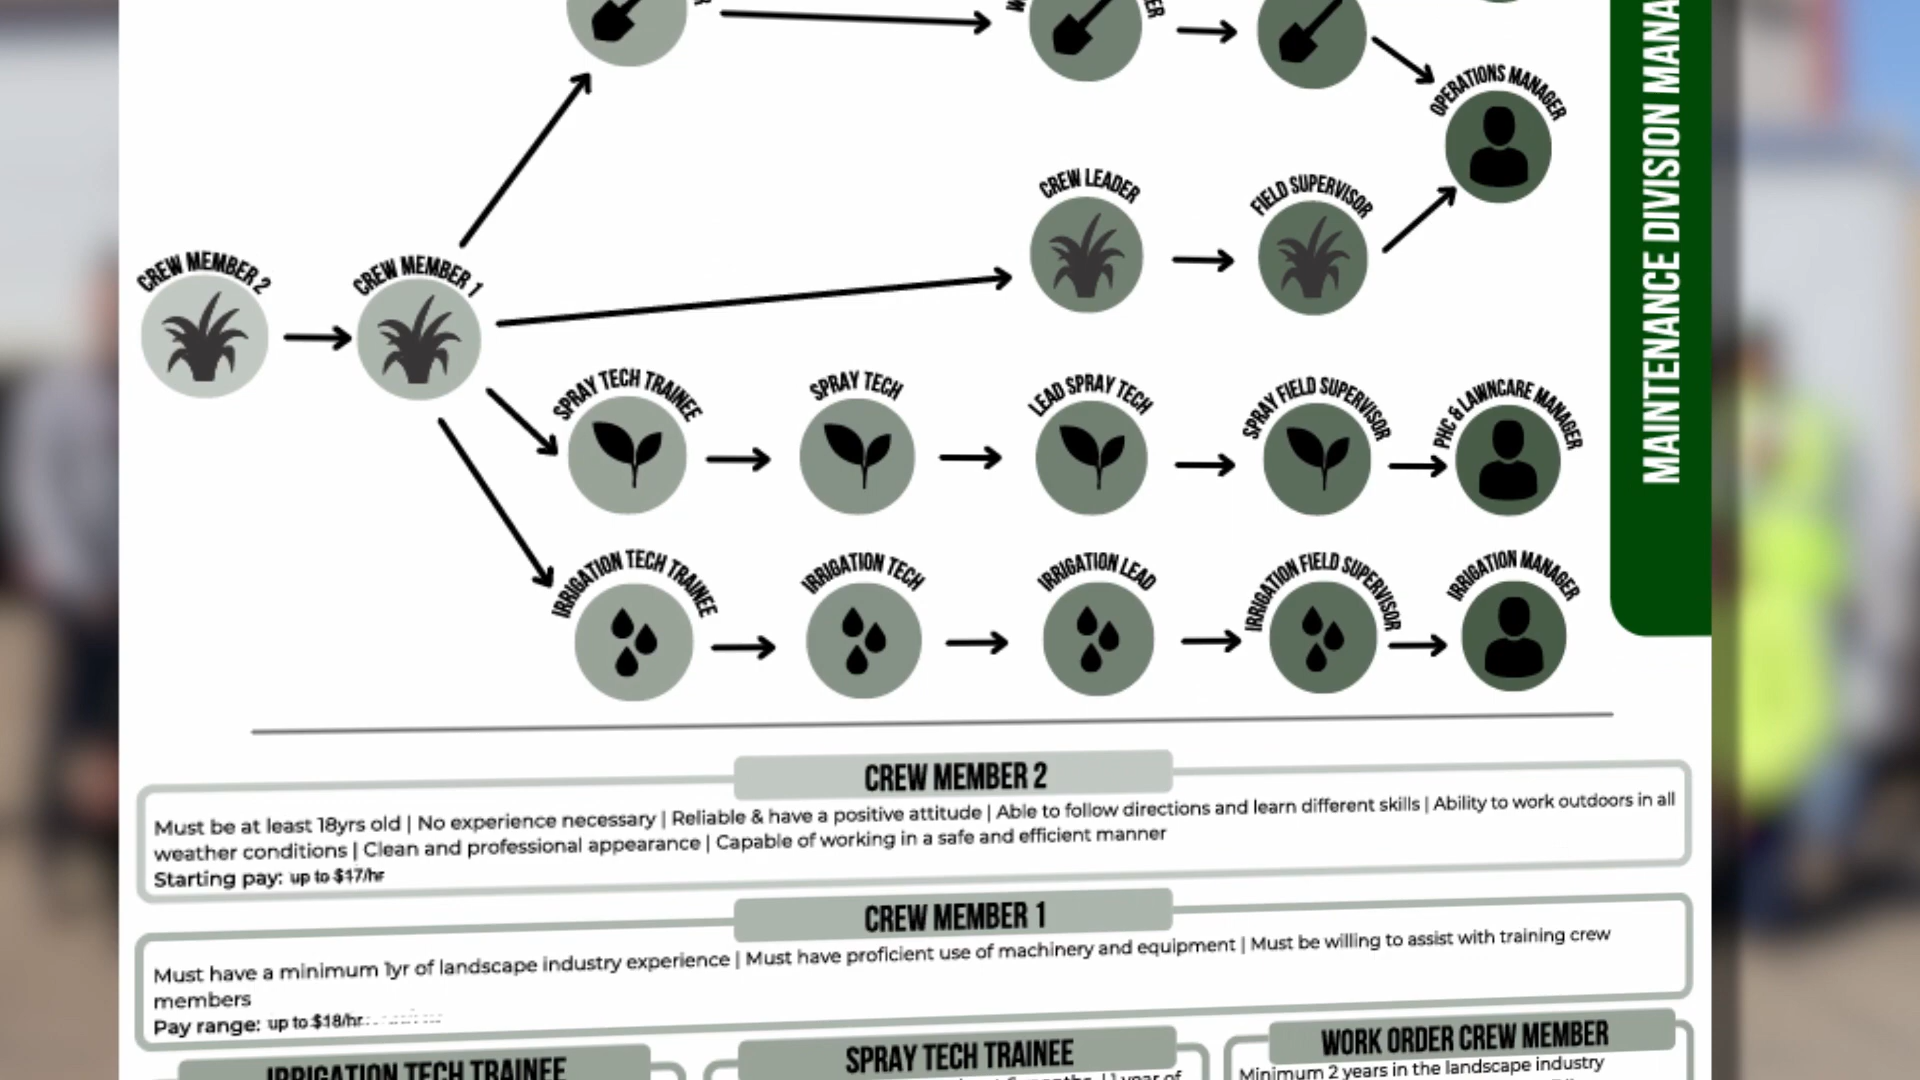 OPERATIONS MANAGER
MAINTENANCE DIVISION MANA
CREW LEADER
FIELD SUPERVISOR
CREW MEMBER 2
CREW MEMBER 1
SPRAY TECH TRAINEE
SPRAY TECH
LEAD SPRAY TECH
SPRAY FIELD SUPERVISOR
PHC & LAWNCARE MANAGER
IRRIGATION TECH TRAINEE
IRRIGATION TECH
IRRIGATION LEAD
IRRIGATION FIELD SUPERVISOR
IRRIGATION MANAGER
CREW MEMBER 2
Must be at least 18yrs old | No experience necessary | Reliable & have a positive attitude | Able to follow directions and learn different skills | Ability to work outdoors in all
weather conditions | Clean and professional appearance | Capable of working in a safe and efficient manner
Starting pay: up to $17/hr
CREW MEMBER 1
Must have a minimum 1yr of landscape industry experience | Must have proficient use of machinery and equipment | Must be willing to assist with training crew
members
Pay range: up to $18/hr
IRRIGATION TECH TRAINEE
SPRAY TECH TRAINEE
1 year of
WORK ORDER CREW MEMBER
Minimum 2 years in the landscape industry